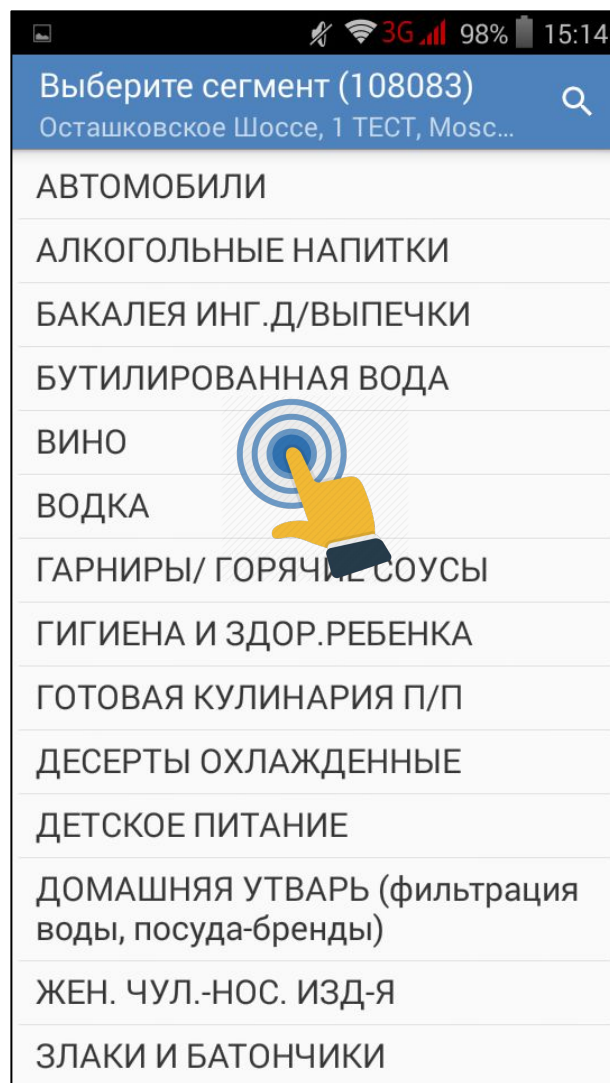 3G 98% 15:14
Выберите сегмент (108083)
Осташковское Шоссе, 1 ТЕСТ, Mosc...
АВТОМОБИЛИ
АЛКОГОЛЬНЫЕ НАПИТКИ
БАКАЛЕЯ ИНГ.Д/ВЫПЕЧКИ
БУТИЛИРОВАННАЯ ВОДА
ВИНО
ВОДКА
ГАРНИРЫ/ ГОРЯЧИЕ СОУСЫ
ГИГИЕНА И ЗДОР.РЕБЕНКА
ГОТОВАЯ КУЛИНАРИЯ П/П
ДЕСЕРТЫ ОХЛАЖДЕННЫЕ
ДЕТСКОЕ ПИТАНИЕ
ДОМАШНЯЯ УТВАРЬ (фильтрация
воды, посуда-бренды)
ЖЕН. ЧУЛ.-НОС. ИЗД-Я
ЗЛАКИ И БАТОНЧИКИ